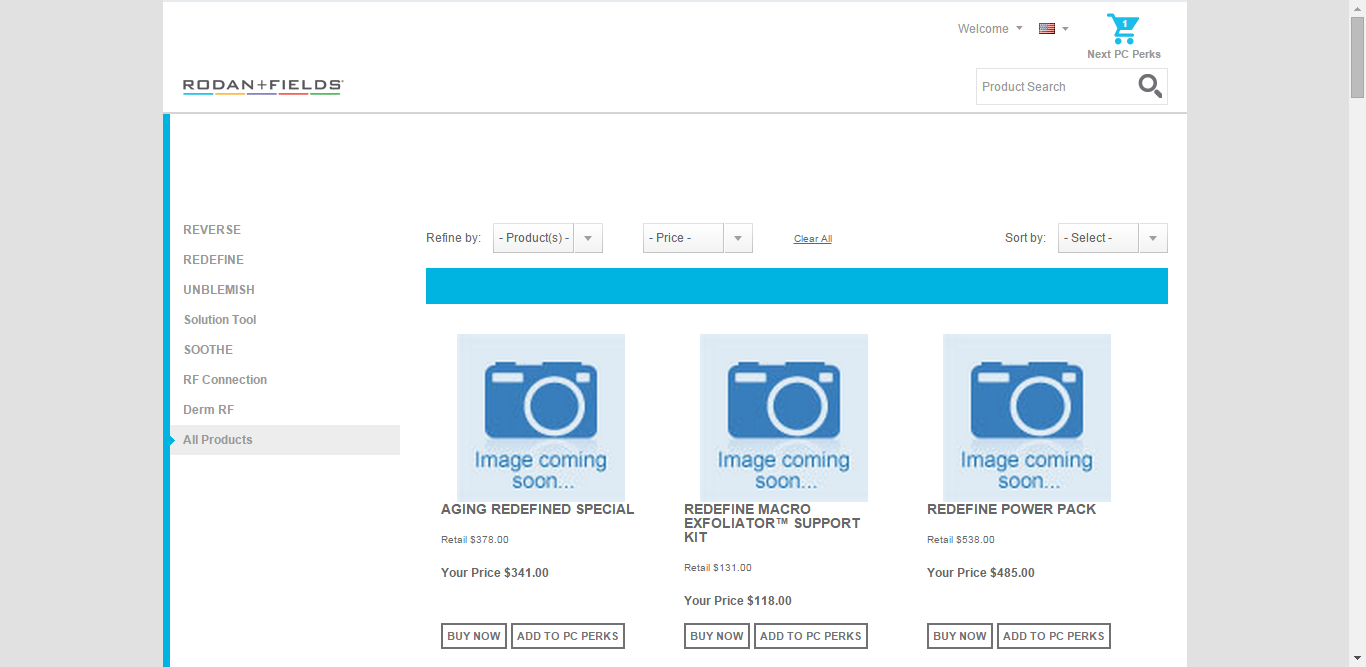 Welcome
1
Next PC Perks
RODAN+FIELDS
Product Search
REVERSE
REDEFINE
UNBLEMISH
Solution Tool
SOOTHE
RF Connection
Derm RF
All Products
Refine by:
- Product(s) -
- Price -
Clear All
Sort by:
- Select -
Image coming
soon...
AGING REDEFINED SPECIAL
Retail $378.00
Your Price $341.00
BUY NOW
ADD TO PC PERKS
Image coming
soon...
REDEFINE MACRO
EXFOLIATOR™ SUPPORT
KIT
Retail $131.00
Your Price $118.00
BUY NOW
ADD TO PC PERKS
Image coming
soon...
REDEFINE POWER PACK
Retail $538.00
Your Price $485.00
BUY NOW
ADD TO PC PERKS